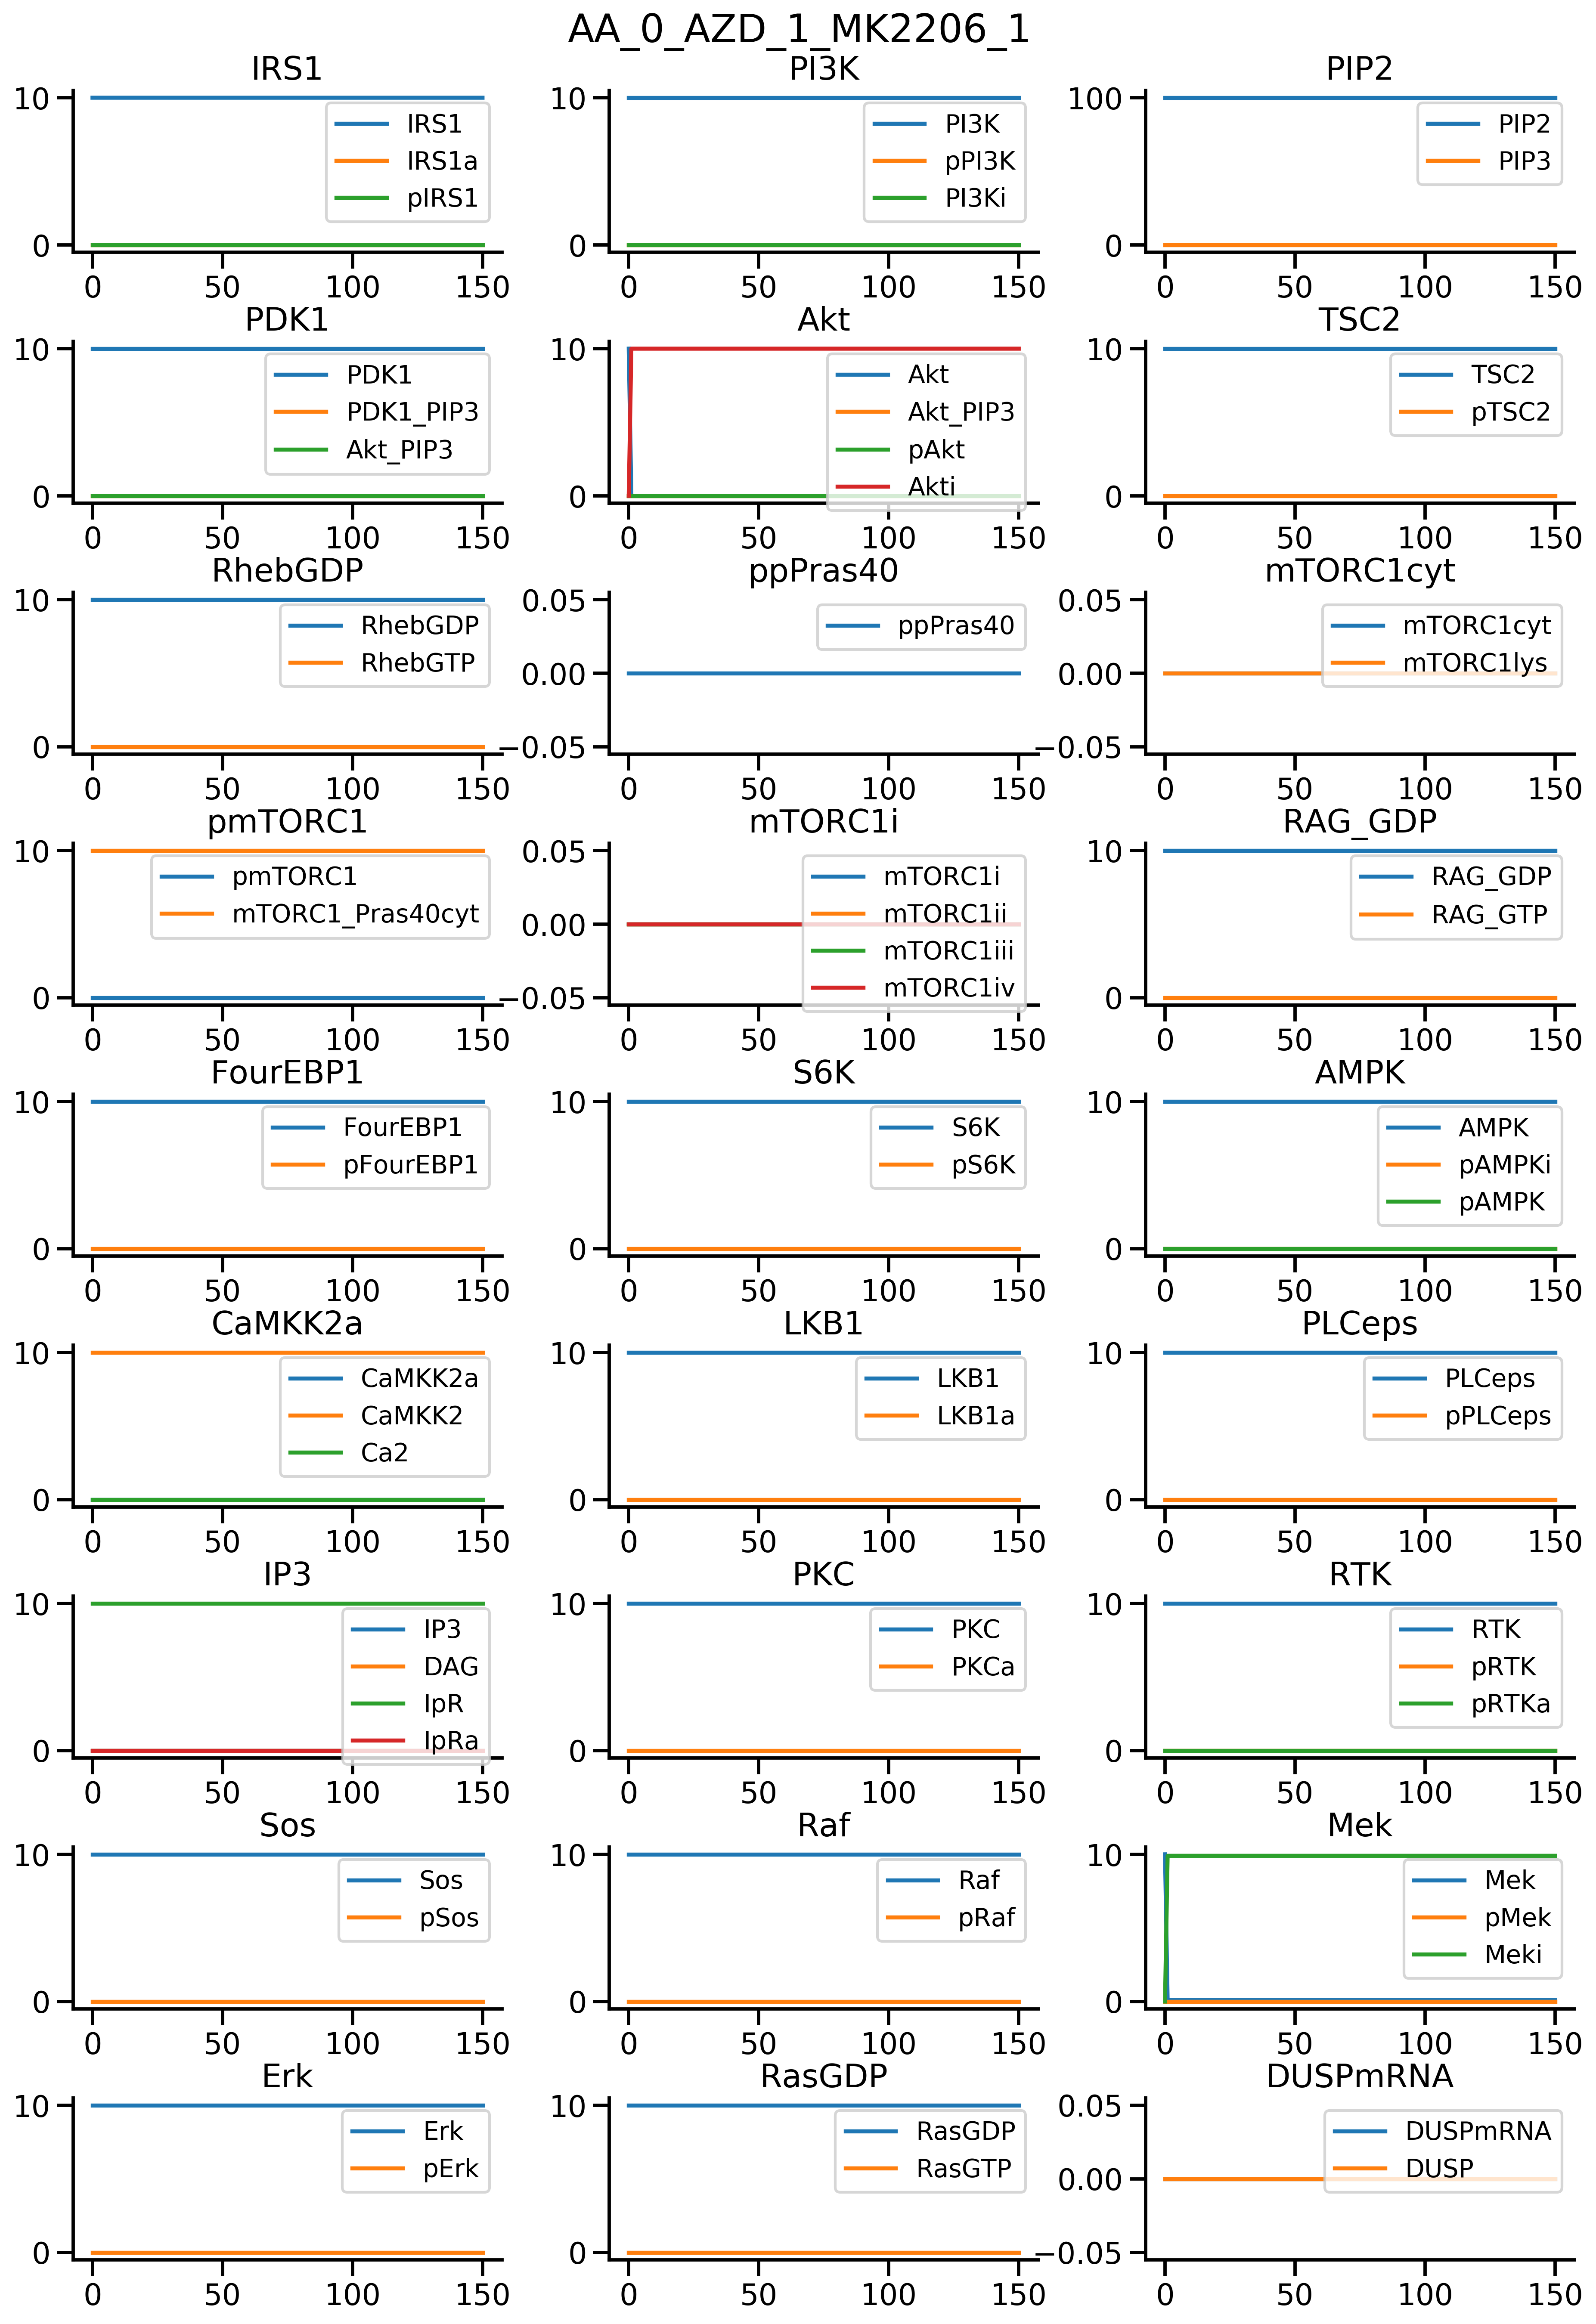 AA_0_AZD_1_MK2206_1
IRS1
10
0
0 50 100 150
IRS1
IRS1a
pIRS1
PI3K
10
0
0 50 100 150
PI3K
pPI3K
PI3Ki
PIP2
100
0
0 50 100 150
PIP2
PIP3
PDK1
10
0
0 50 100 150
PDK1
PDK1_PIP3
Akt_PIP3
Akt
10
0
0 50 100 150
Akt
Akt_PIP3
pAkt
Akti
TSC2
10
0
0 50 100 150
TSC2
pTSC2
RhebGDP
10
0
0 50 100 150
RhebGDP
RhebGTP
ppPras40
0.05
0.00
−0.05
0 50 100 150
ppPras40
mTORC1cyt
0.05
0.00
−0.05
0 50 100 150
mTORC1cyt
mTORC1lys
pmTORC1
10
0
0 50 100 150
pmTORC1
mTORC1_Pras40cyt
mTORC1i
0.05
0.00
−0.05
0 50 100 150
mTORC1i
mTORC1ii
mTORC1iii
mTORC1iv
RAG_GDP
10
0
0 50 100 150
RAG_GDP
RAG_GTP
FourEBP1
10
0
0 50 100 150
FourEBP1
pFourEBP1
S6K
10
0
0 50 100 150
S6K
pS6K
AMPK
10
0
0 50 100 150
AMPK
pAMPKi
pAMPK
CaMKK2a
10
0
0 50 100 150
CaMKK2a
CaMKK2
Ca2
LKB1
10
0
0 50 100 150
LKB1
LKB1a
PLCeps
10
0
0 50 100 150
PLCeps
pPLCeps
IP3
10
0
0 50 100 150
IP3
DAG
IpR
IpRa
PKC
10
0
0 50 100 150
PKC
PKCa
RTK
10
0
0 50 100 150
RTK
pRTK
pRTKa
Sos
10
0
0 50 100 150
Sos
pSos
Raf
10
0
0 50 100 150
Raf
pRaf
Mek
10
0
0 50 100 150
Mek
pMek
Meki
Erk
10
0
0 50 100 150
Erk
pErk
RasGDP
10
0
0 50 100 150
RasGDP
RasGTP
DUSPmRNA
0.05
0.00
−0.05
0 50 100 150
DUSPmRNA
DUSP